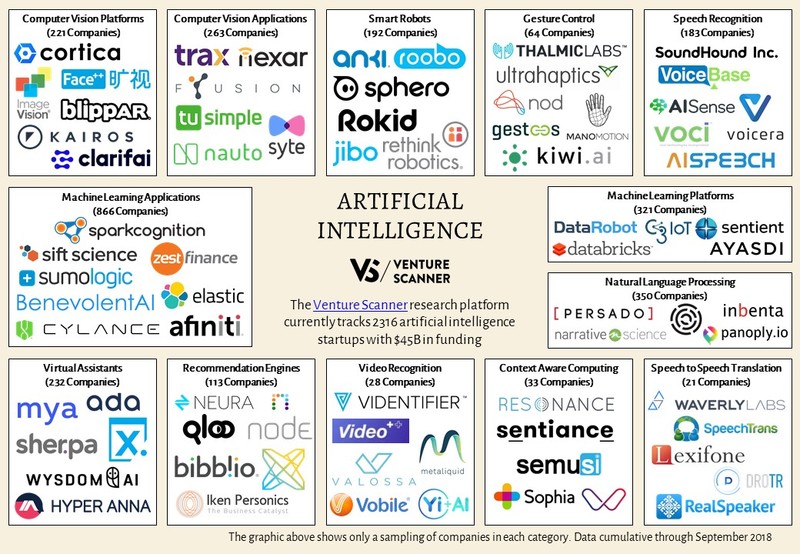 Computer Vision Platforms
(221 Companies)
cortica
Face++ 旷视
Image
Vision
blippAR
KAIROS
clarifai
Computer Vision Applications
(263 Companies)
trax nexar
FYUSION
tu simple
nauto
syte
Smart Robots
(192 Companies)
anki roobo
sphero
Rokid
jibo
rethink
robotics
Gesture Control
(64 Companies)
THALMICLABS™
ultrahaptics
nod
gestoos
MANOMOTION
kiwi.ai
Speech Recognition
(183 Companies)
SoundHound Inc.
VoiceBase
AISense
VOCI
voicera
AISPEECH
Machine Learning Applications
(866 Companies)
sparkcognition
sift science
zestfinance
sumologic
BenevolentAI
elastic
CYLANCE
afiniti
ARTIFICIAL
INTELLIGENCE
VS / VENTURE
SCANNER
The Venture Scanner research platform
currently tracks 2316 artificial intelligence
startups with $45B in funding
Machine Learning Platforms
(321 Companies)
DataRobot C3IoT sentient
databricks AYASDI
Natural Language Processing
(350 Companies)
[PERSADO]
inbenta
narrative science
panoply.io
Virtual Assistants
(232 Companies)
mya ada
sher.pa
X.
WYSDOM AI
HYPER ANNA
Recommendation Engines
(113 Companies)
NEURA
qloo node
bibblio
Iken Personics
The Business Catalyst
Video Recognition
(28 Companies)
VIDENTIFIER™
Video++
metaliquid
VALOSSA
Vobile
Yi+AI
Context Aware Computing
(33 Companies)
RESONANCE
sentiance
semusi
Sophia
Speech to Speech Translation
(21 Companies)
WAVERLY LABS
SpeechTrans
Lexifone
DROTR
RealSpeaker
The graphic above shows only a sampling of companies in each category. Data cumulative through September 2018